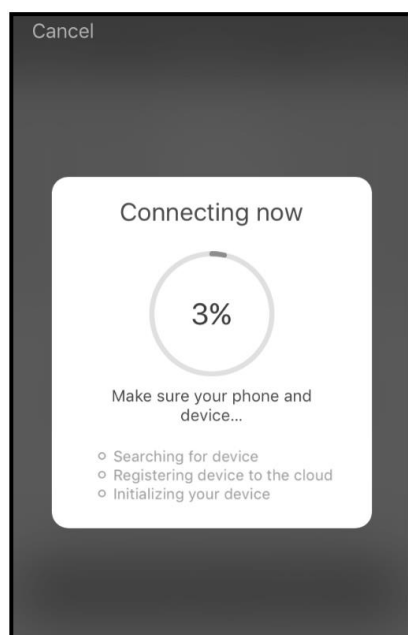 Cancel
Connecting now
3%
Make sure your phone and
device...
Searching for device
Registering device to the cloud
Initializing your device